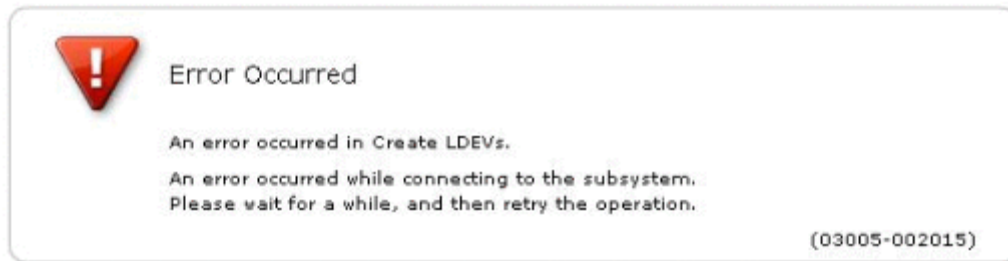 Error Occurred
An error occurred in Create LDEVs.
An error occurred while connecting to the subsystem.
Please wait for a while, and then retry the operation.
(03005-002015)